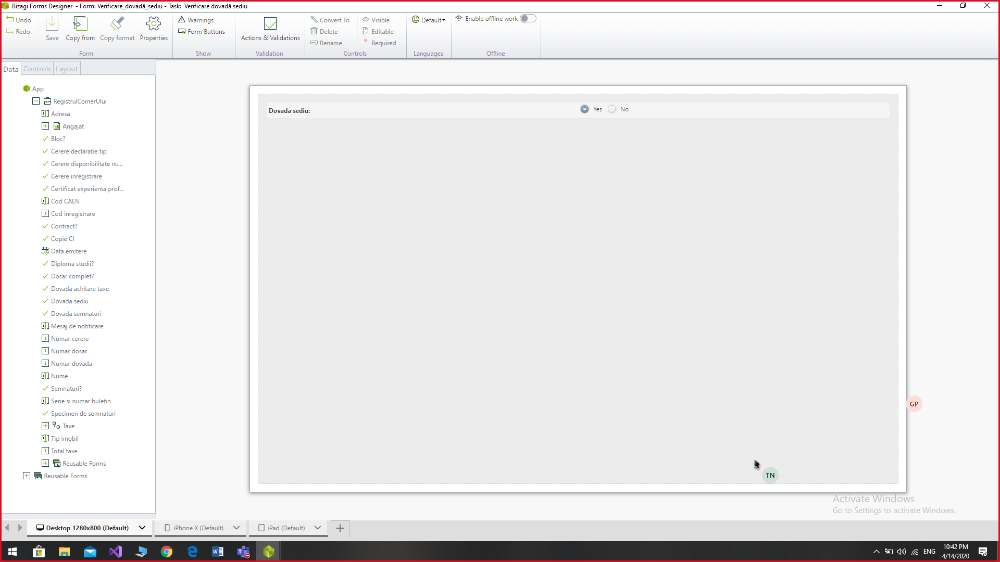 Bizagi Forms Designer  - Form: Verificare_dovadă_sediu - Task:  Verificare dovadă sediu
Undo
Redo
Save
Copy from
Copy format
Properties
Form
Warnings
Form Buttons
Show
Actions & Validations
Validation
Convert To
Delete
Rename
Visible
Editable
Required
Controls
Default
Languages
Enable offline work
Offline
Data
Controls
Layout
App
RegistrulComerUlui
Adresa
Angajat
Bloc?
Cerere declaratie tip
Cerere disponibilitate nu...
Cerere inregistrare
Certificat experienta prof...
Cod CAEN
Cod inregistrare
Contract?
Copie CI
Data emitere
Diploma studii?
Dosar complet?
Dovada achitare taxe
Dovada sediu
Dovada semnaturi
Mesaj de notificare
Numar cerere
Numar dosar
Numar dovada
Nume
Semnaturi?
Serie si numar buletin
Specimen de semnaturi
Taxe
Tip imobil
Total taxe
Reusable Forms
Reusable Forms
Dovada sediu:
Yes
No
GP
TN
Activate Windows
Go to Settings to activate Windows.
Desktop 1280x800 (Default)
iPhone X (Default)
iPad (Default)
ENG
10:42 PM
4/14/2020